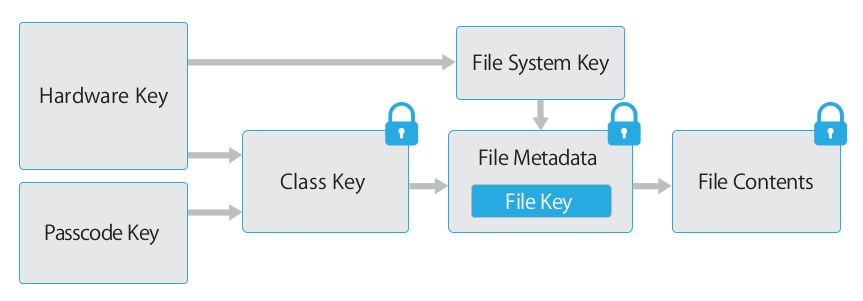 Hardware Key
File System Key
Class Key
File Metadata
File Key
File Contents
Passcode Key